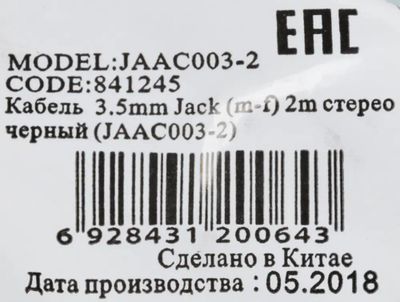 EAC
MODEL:JAAC003-2
CODE:841245
Кабель 3.5mm Jack (m-f) 2m стерео
черный (JAAC003-2)
6 928431 200643
Сделано в Китае
Дата производства : 05.2018